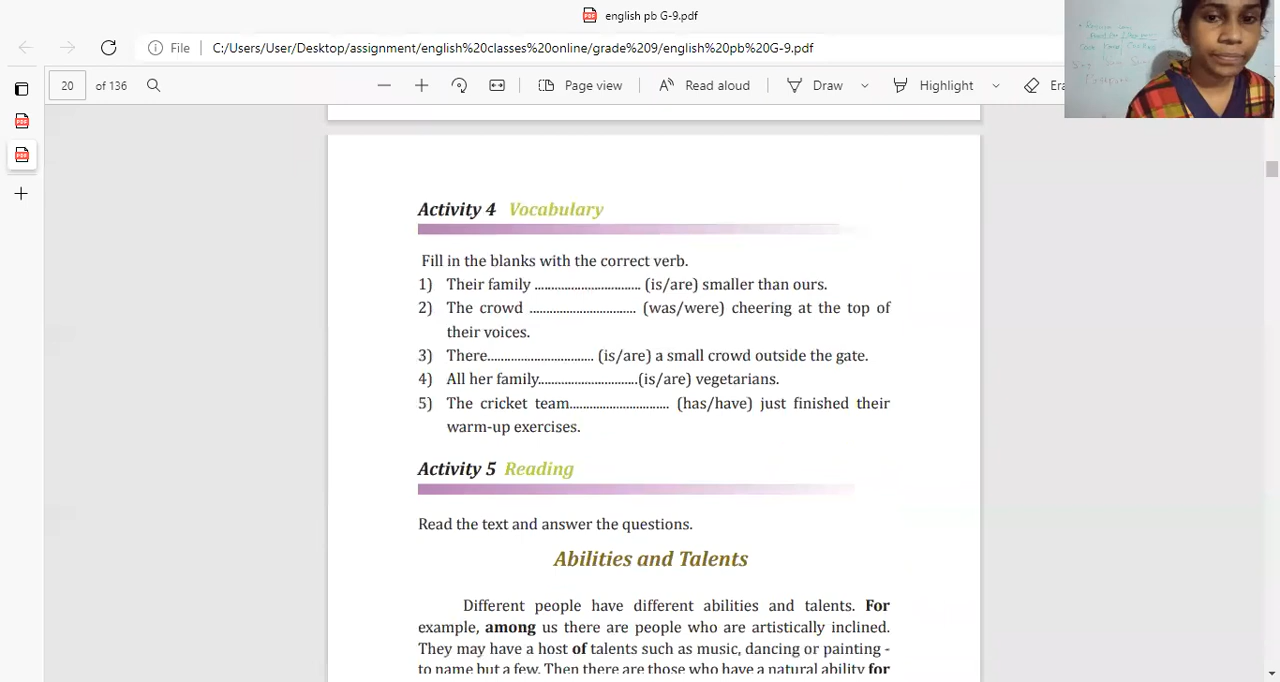 english pb G-9.pdf
File C:/Users/User/Desktop/assignment/english%20classes%20online/grade%209/english%20pb%20G-9.pdf
20 of 136 Page view Read aloud Draw Highlight
Activity 4 Vocabulary
Fill in the blanks with the correct verb.
1) Their family ................................ (is/are) smaller than ours.
2) The crowd ................................ (was/were) cheering at the top of
their voices.
3) There................................ (is/are) a small crowd outside the gate.
4) All her family..............................(is/are) vegetarians.
5) The cricket team.............................. (has/have) just finished their
warm-up exercises.
Activity 5 Reading
Read the text and answer the questions.
Abilities and Talents
Different people have different abilities and talents. For
example, among us there are people who are artistically inclined.
They may have a host of talents such as music, dancing or painting -
to name but a few. Then there are those who have a natural ability for